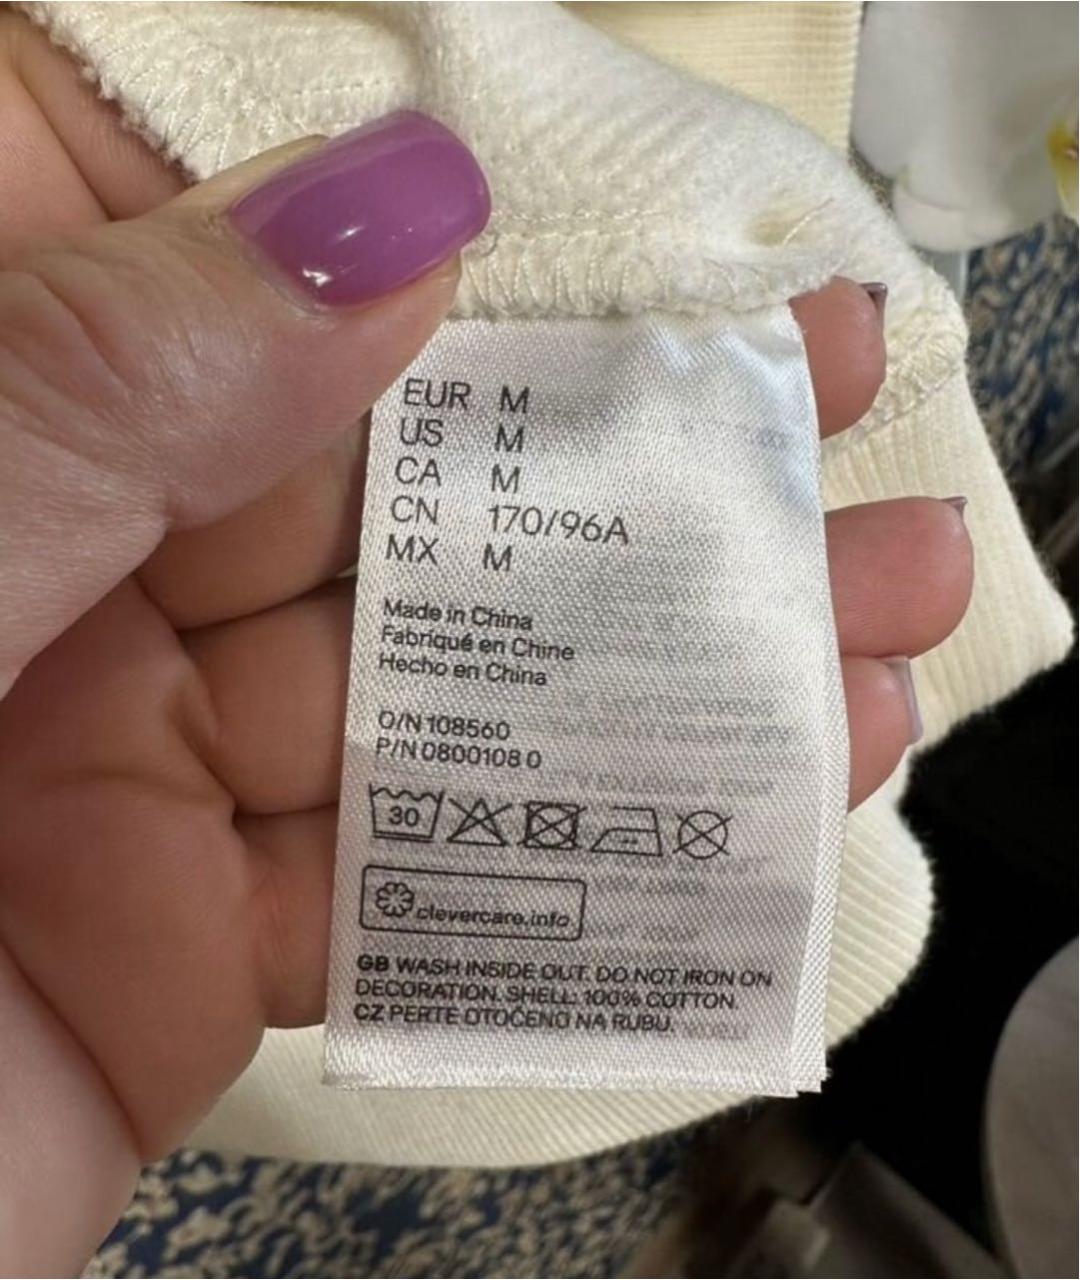 EUR M
US M
CA M
CN 170/96A
MX M
Made in China
Fabriqué en Chine
Hecho en China
O/N 108560
P/N 0800108 0
30
clevercare.info
GB WASH INSIDE OUT. DO NOT IRON ON
DECORATION. SHELL: 100% COTTON.
CZ PERTE OTOČENO NA RUBU.